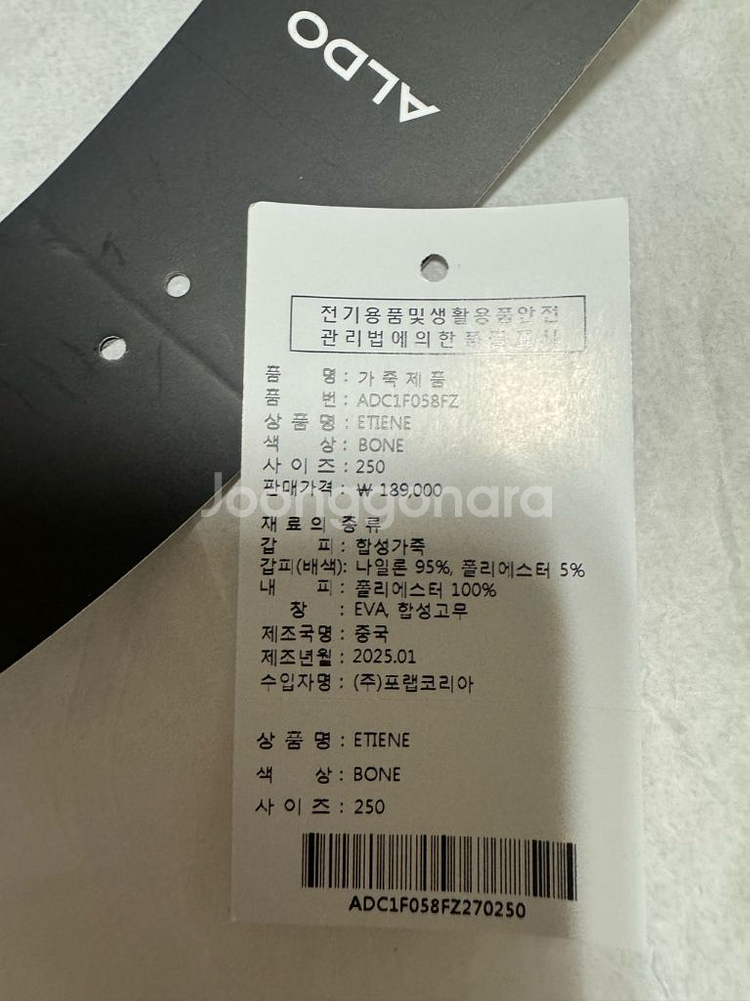 ALDO
전기용품및생활용품안전
관리법에의한품질표시
품 명 : 가죽제품
품 번 : ADC1F058FZ
상 품 명 : ETIENE
색 상 : BONE
사 이 즈 : 250
판매가격 : ₩ 189,000
Joonggonara
재 료 의 종 류
갑 피 : 합성가죽
갑피(배색): 나일론 95%, 폴리에스터 5%
내 피 : 폴리에스터 100%
창 : EVA, 합성고무
제조국명 : 중국
제조년월 : 2025.01
수입자명 : (주)포랩코리아
상 품 명 : ETIENE
색 상 : BONE
사 이 즈 : 250
ADC1F058FZ270250